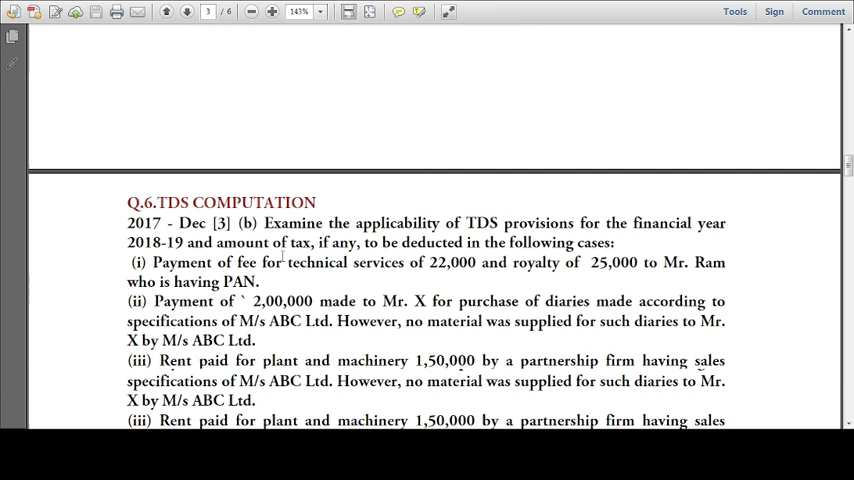 3 / 6
143%
Tools
Sign
Comment
Q.6.TDS COMPUTATION
2017 - Dec [3] (b) Examine the applicability of TDS provisions for the financial year
2018-19 and amount of tax, if any, to be deducted in the following cases:
(i) Payment of fee for technical services of 22,000 and royalty of 25,000 to Mr. Ram
who is having PAN.
(ii) Payment of ` 2,00,000 made to Mr. X for purchase of diaries made according to
specifications of M/s ABC Ltd. However, no material was supplied for such diaries to Mr.
X by M/s ABC Ltd.
(iii) Rent paid for plant and machinery 1,50,000 by a partnership firm having sales
specifications of M/s ABC Ltd. However, no material was supplied for such diaries to Mr.
X by M/s ABC Ltd.
(iii) Rent paid for plant and machinery 1,50,000 by a partnership firm having sales